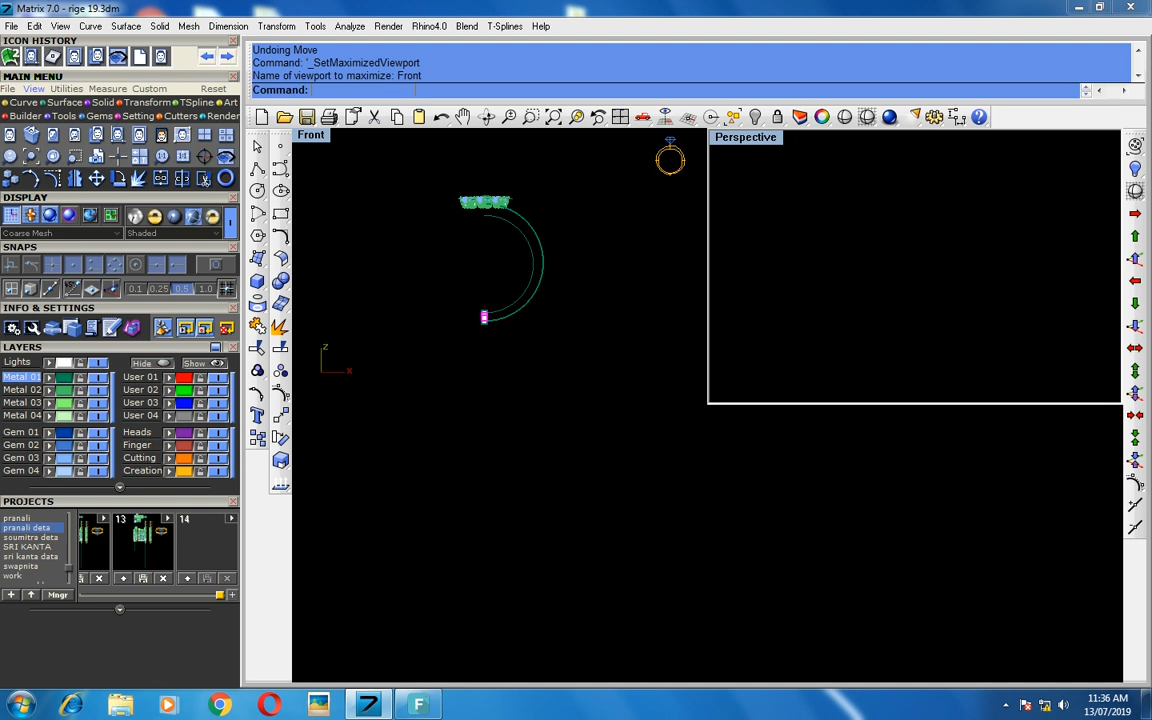 Matrix 7.0 - rige 19.3dm
File Edit View Curve Surface Solid Mesh Dimension Transform Tools Analyze Render Rhino4.0 Blend T-Splines Help
ICON HISTORY
MAIN MENU
File View Utilities Measure Custom Reset
Curve Surface Solid Transform TSpline Art
Builder Tools Gems Setting Cutters Render
DISPLAY
Coarse Mesh Shaded
SNAPS
0.1 0.25 0.5 1.0
INFO & SETTINGS
LAYERS
Lights Hide Show
Metal 01 User 01
Metal 02 User 02
Metal 03 User 03
Metal 04 User 04
Gem 01 Heads
Gem 02 Finger
Gem 03 Cutting
Gem 04 Creation
PROJECTS
pranali
pranali deta
soumitra deta
SRI KANTA
sri kanta data
swapnita
work
13 14
Mngr
Undoing Move
Command: '_SetMaximizedViewport
Name of viewport to maximize: Front
Command:
Front
Perspective
z
x
F
11:36 AM
13/07/2019